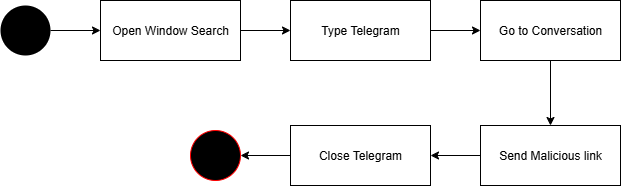 Open Window Search
Type Telegram
Go to Conversation
Close Telegram
Send Malicious link